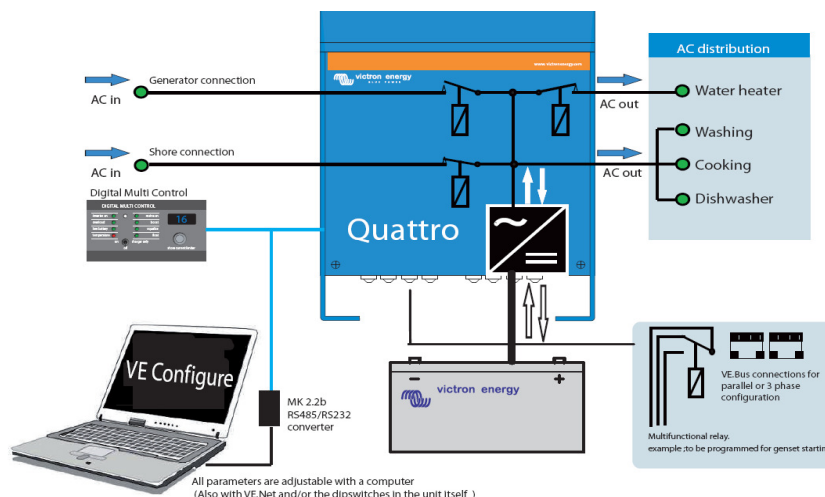 victron energy
BLUE POWER
www.victronenergy.com
AC distribution
Generator connection
AC in
AC out
Water heater
Washing
Shore connection
AC in
AC out
Cooking
Dishwasher
Digital Multi Control
DIGITAL MULTI CONTROL
16
Quattro
VE Configure
MK 2.2b
RS485/RS232
converter
victron energy
VE.Bus connections for
parallel or 3 phase
configuration
Multifunctional relay.
example ;to be programmed for genset startin
All parameters are adjustable with a computer
(Also with VE.Net and/or the dipswitches in the unit itself )